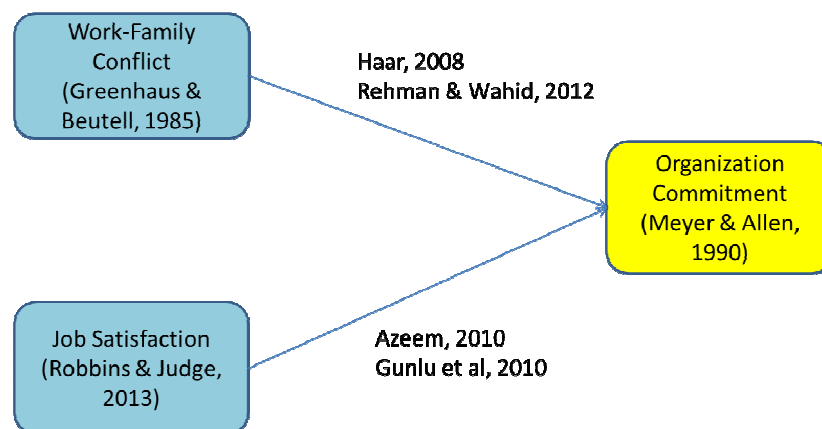 Work-Family
Conflict
(Greenhaus &
Beutell, 1985)
Haar, 2008
Rehman & Wahid, 2012
Organization
Commitment
(Meyer & Allen,
1990)
Job Satisfaction
(Robbins & Judge,
2013)
Azeem, 2010
Gunlu et al, 2010